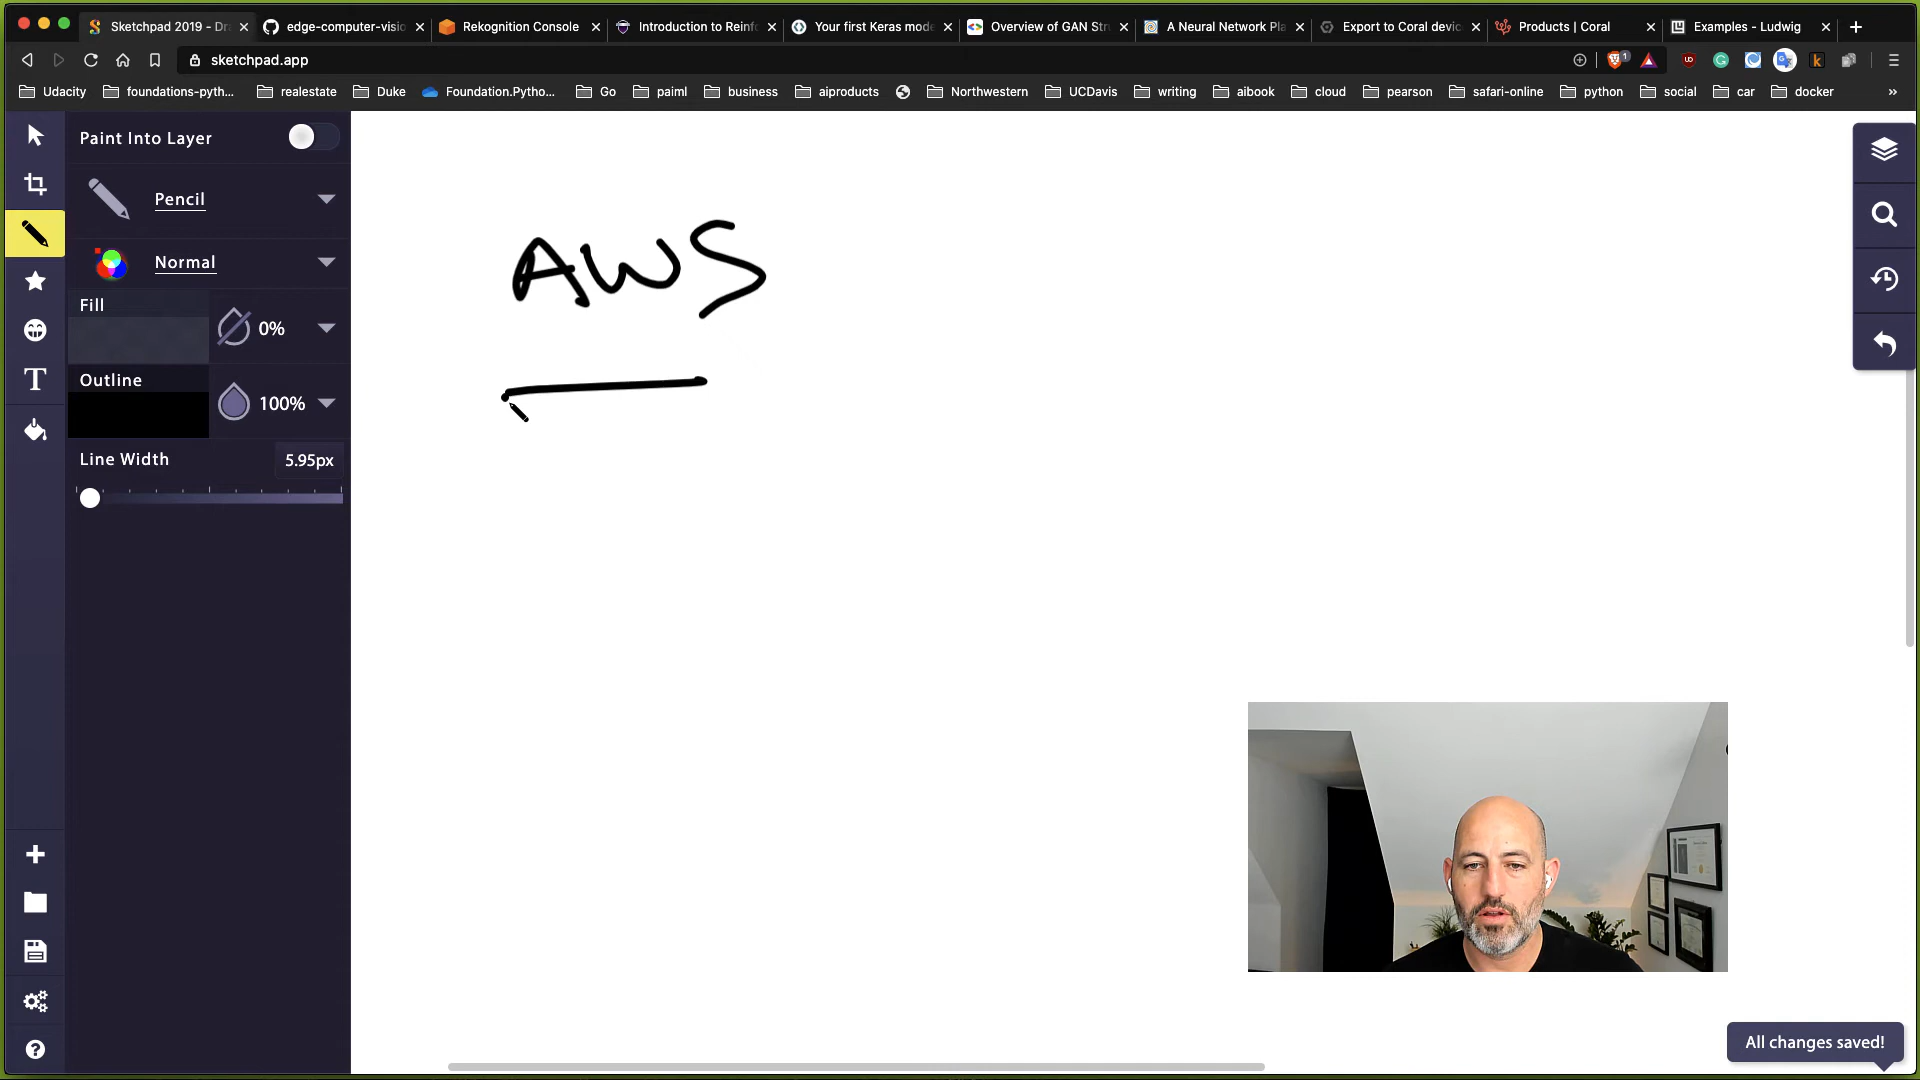 Sketchpad 2019 - Dr
edge-computer-visio
Rekognition Console
Introduction to Reinf
Your first Keras mode
Overview of GAN Str
A Neural Network Pla
Export to Coral devic
Products | Coral
Examples - Ludwig
sketchpad.app
1
Udacity
foundations-pyth...
realestate
Duke
Foundation.Pytho...
Go
paiml
business
aiproducts
Northwestern
UCDavis
writing
aibook
cloud
pearson
safari-online
python
social
car
docker
»
Paint Into Layer
Pencil
Normal
Fill
0%
Outline
100%
Line Width
5.95px
AWS
All changes saved!